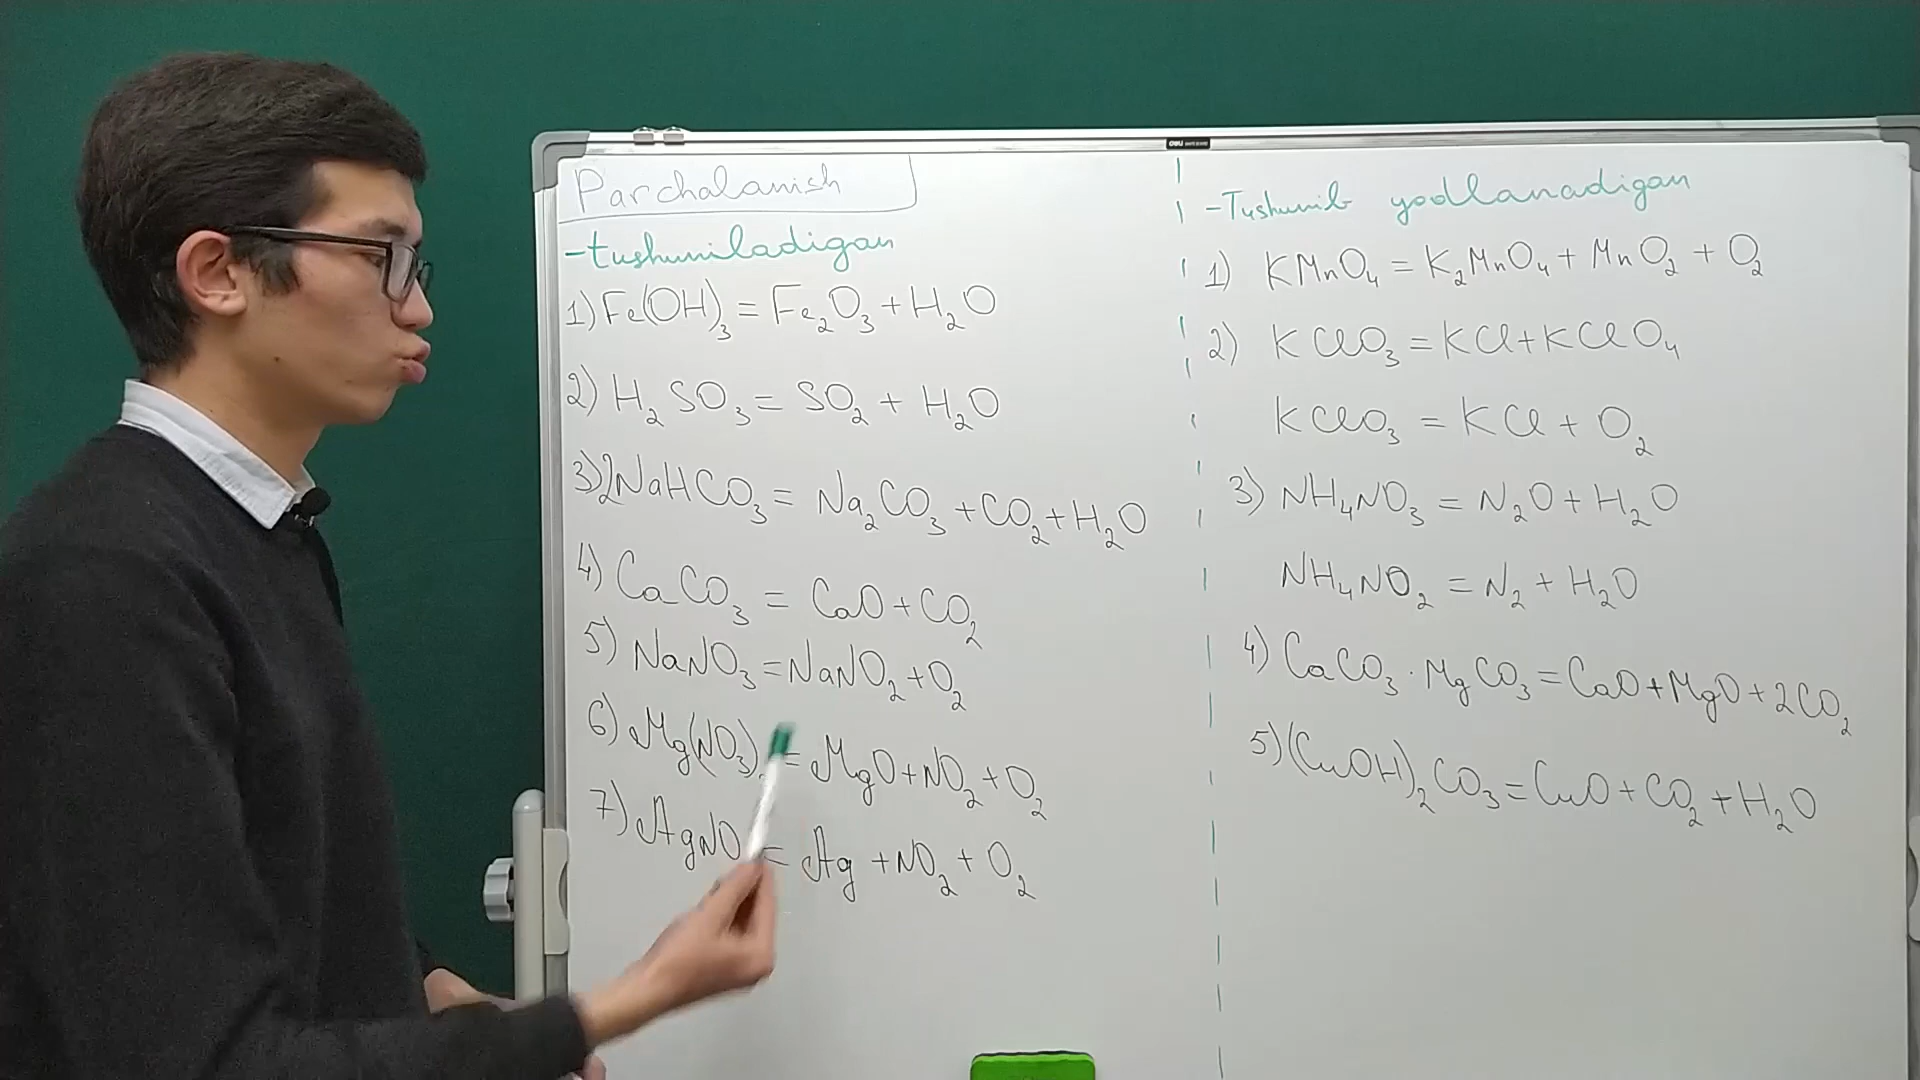 Parchalanish
-tushuniladigan
1) Fe(OH)₃ = Fe₂O₃ + H₂O
2) H₂SO₃ = SO₂ + H₂O
3) 2NaHCO₃ = Na₂CO₃ + CO₂ + H₂O
4) CaCO₃ = CaO + CO₂
5) NaNO₃ = NaNO₂ + O₂
6) Mg(NO₃)₂ = MgO + NO₂ + O₂
7) AgNO = Ag + NO₂ + O₂
-Tushunib yodlanadigan
1) KMnO₄ = K₂MnO₄ + MnO₂ + O₂
2) KClO₃ = KCl + KClO₄
KClO₃ = KCl + O₂
3) NH₄NO₃ = N₂O + H₂O
NH₄NO₂ = N₂ + H₂O
4) CaCO₃·MgCO₃ = CaO + MgO + 2CO₂
5) (CuOH)₂CO₃ = CuO + CO₂ + H₂O
deli